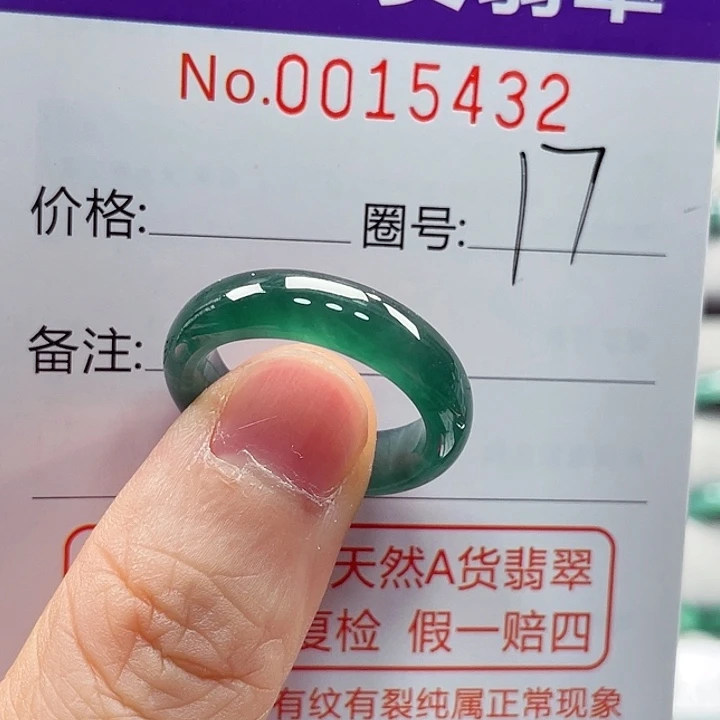 No.0015432
价格: 圈号: 17
备注:
天然A货翡翠
复检 假一赔四
有纹有裂纯属正常现象